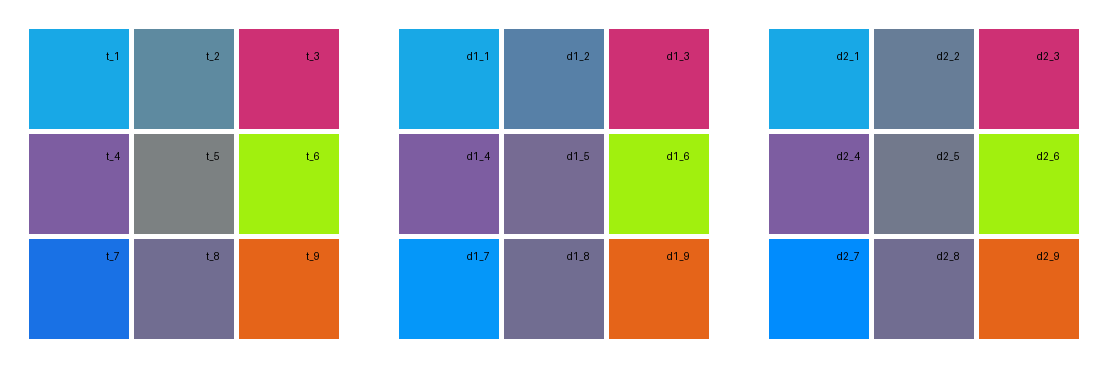 t_1 t_2 t_3 d1_1 d1_2 d1_3 d2_1 d2_2 d2_3
t_4 t_5 t_6 d1_4 d1_5 d1_6 d2_4 d2_5 d2_6
t_7 t_8 t_9 d1_7 d1_8 d1_9 d2_7 d2_8 d2_9